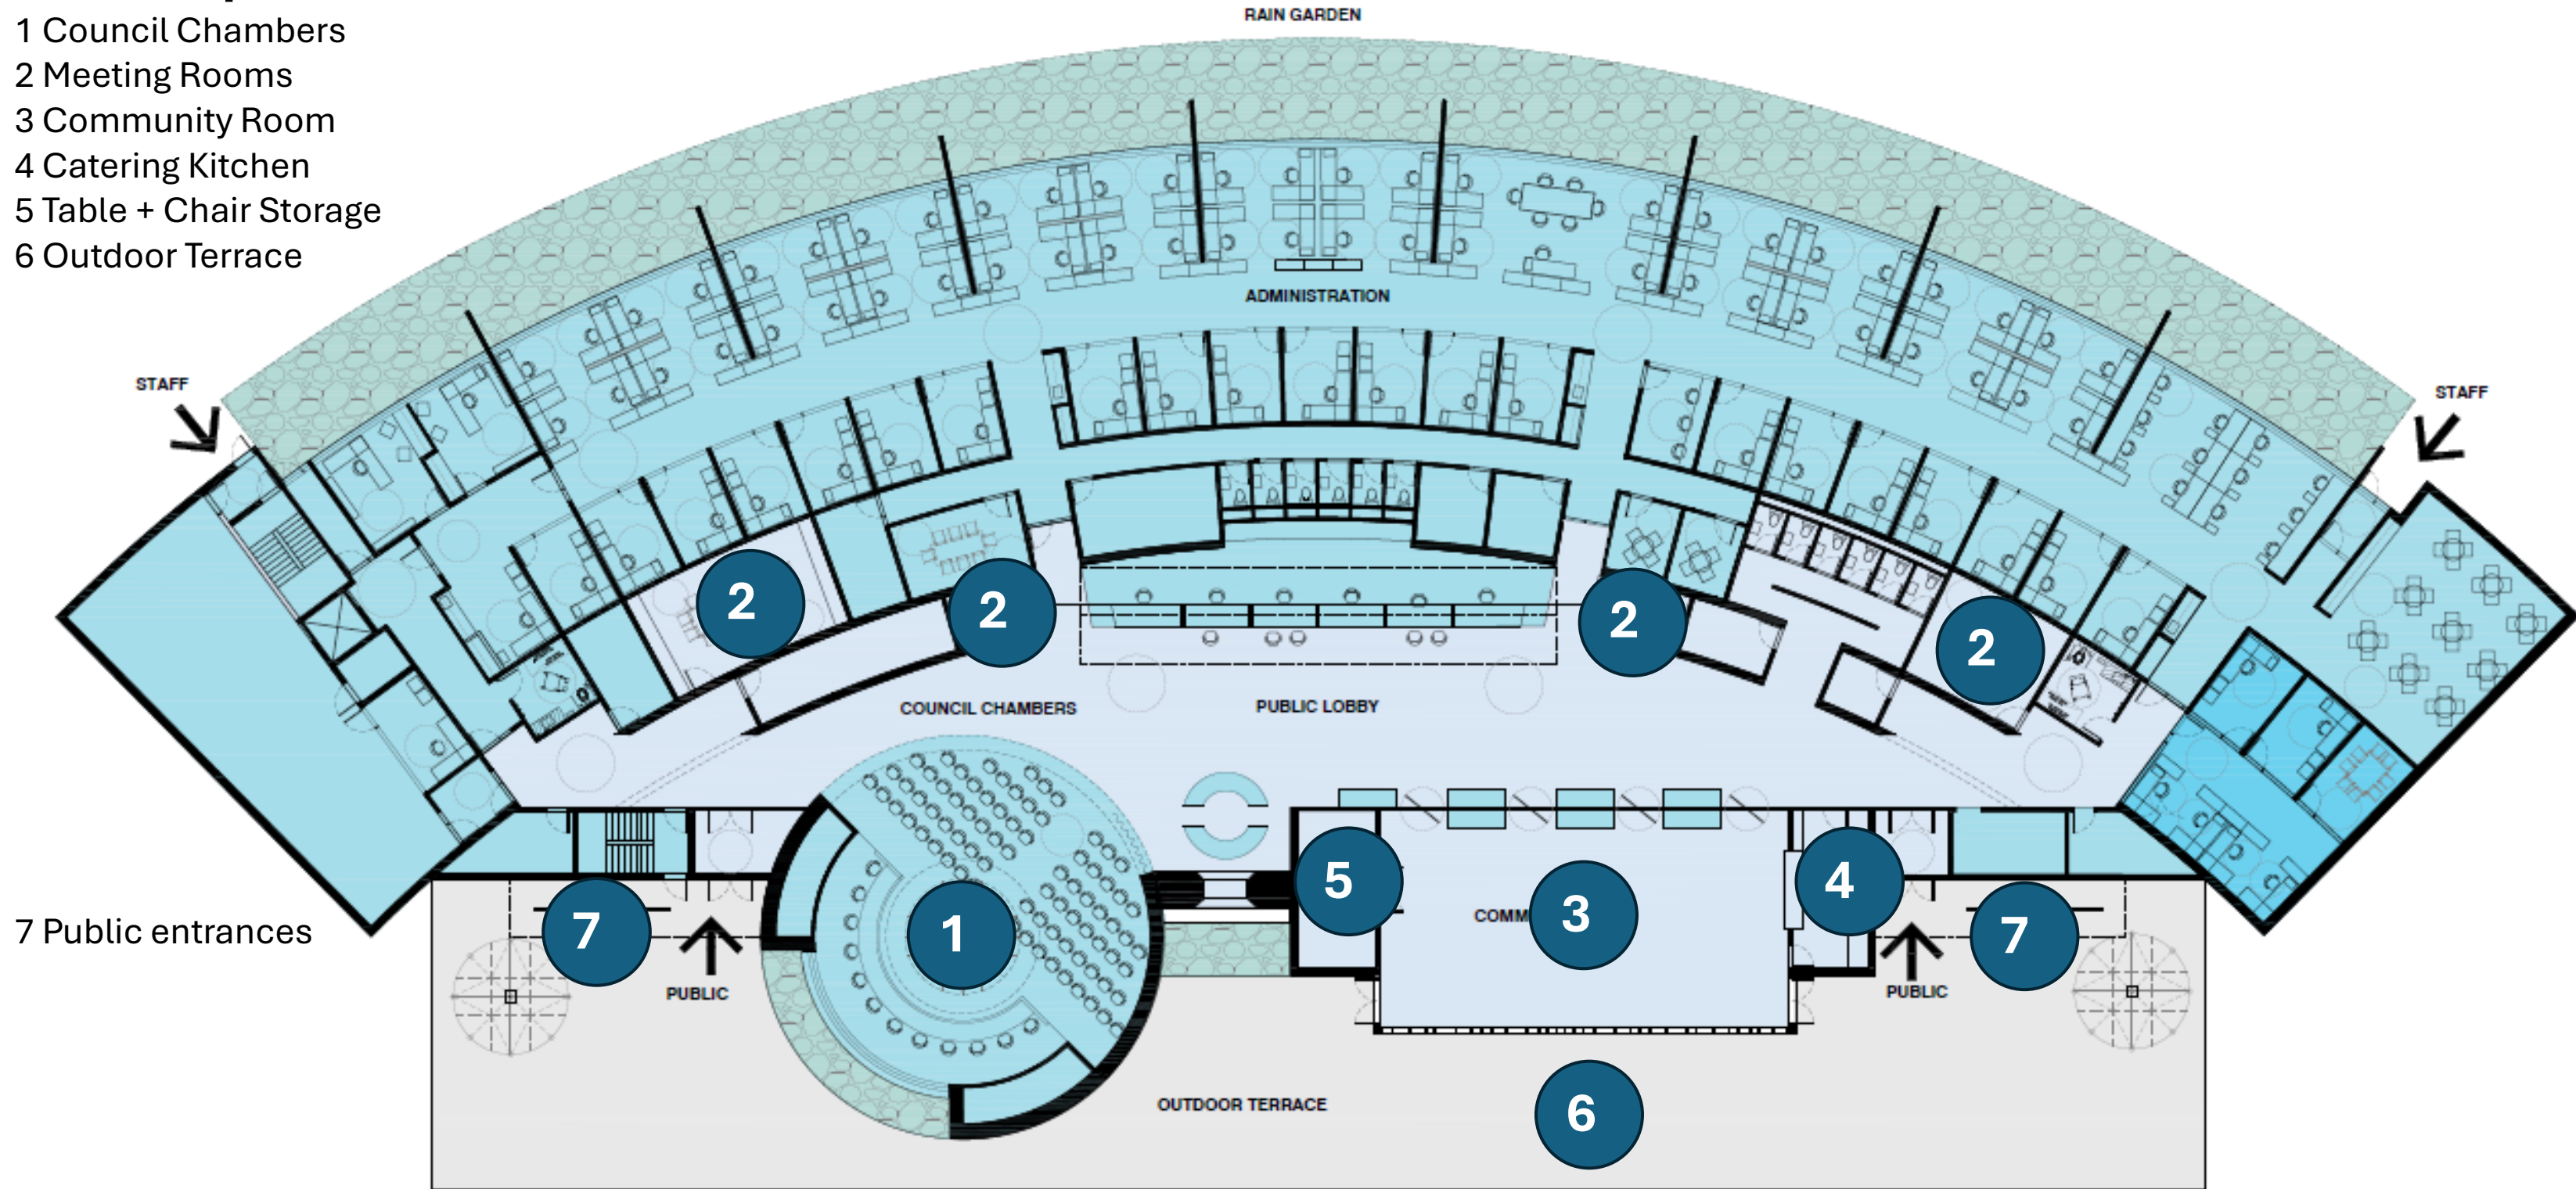 1 Council Chambers
2 Meeting Rooms
3 Community Room
4 Catering Kitchen
5 Table + Chair Storage
6 Outdoor Terrace
7 Public entrances
RAIN GARDEN
ADMINISTRATION
STAFF
STAFF
2
2
2
2
COUNCIL CHAMBERS
PUBLIC LOBBY
5
4
COMM
3
7
1
7
PUBLIC
PUBLIC
OUTDOOR TERRACE
6